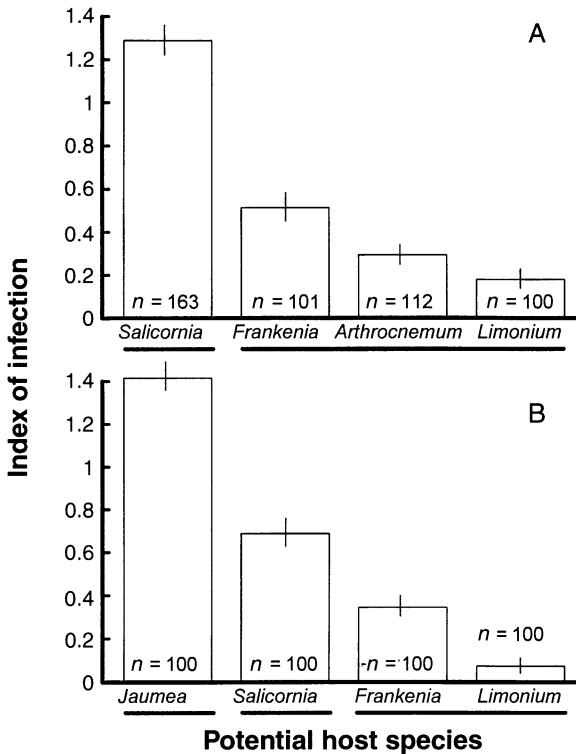 1.4
A
1.2
1
0.8
0.6
0.4
0.2
0
n = 163
n = 101
n = 112
n = 100
Salicornia Frankenia Arthrocnemum Limonium
Index of infection
1.4
B
1.2
1
0.8
0.6
0.4
0.2
0
n = 100
n = 100
n = 100
n = 100
Jaumea Salicornia Frankenia Limonium
Potential host species